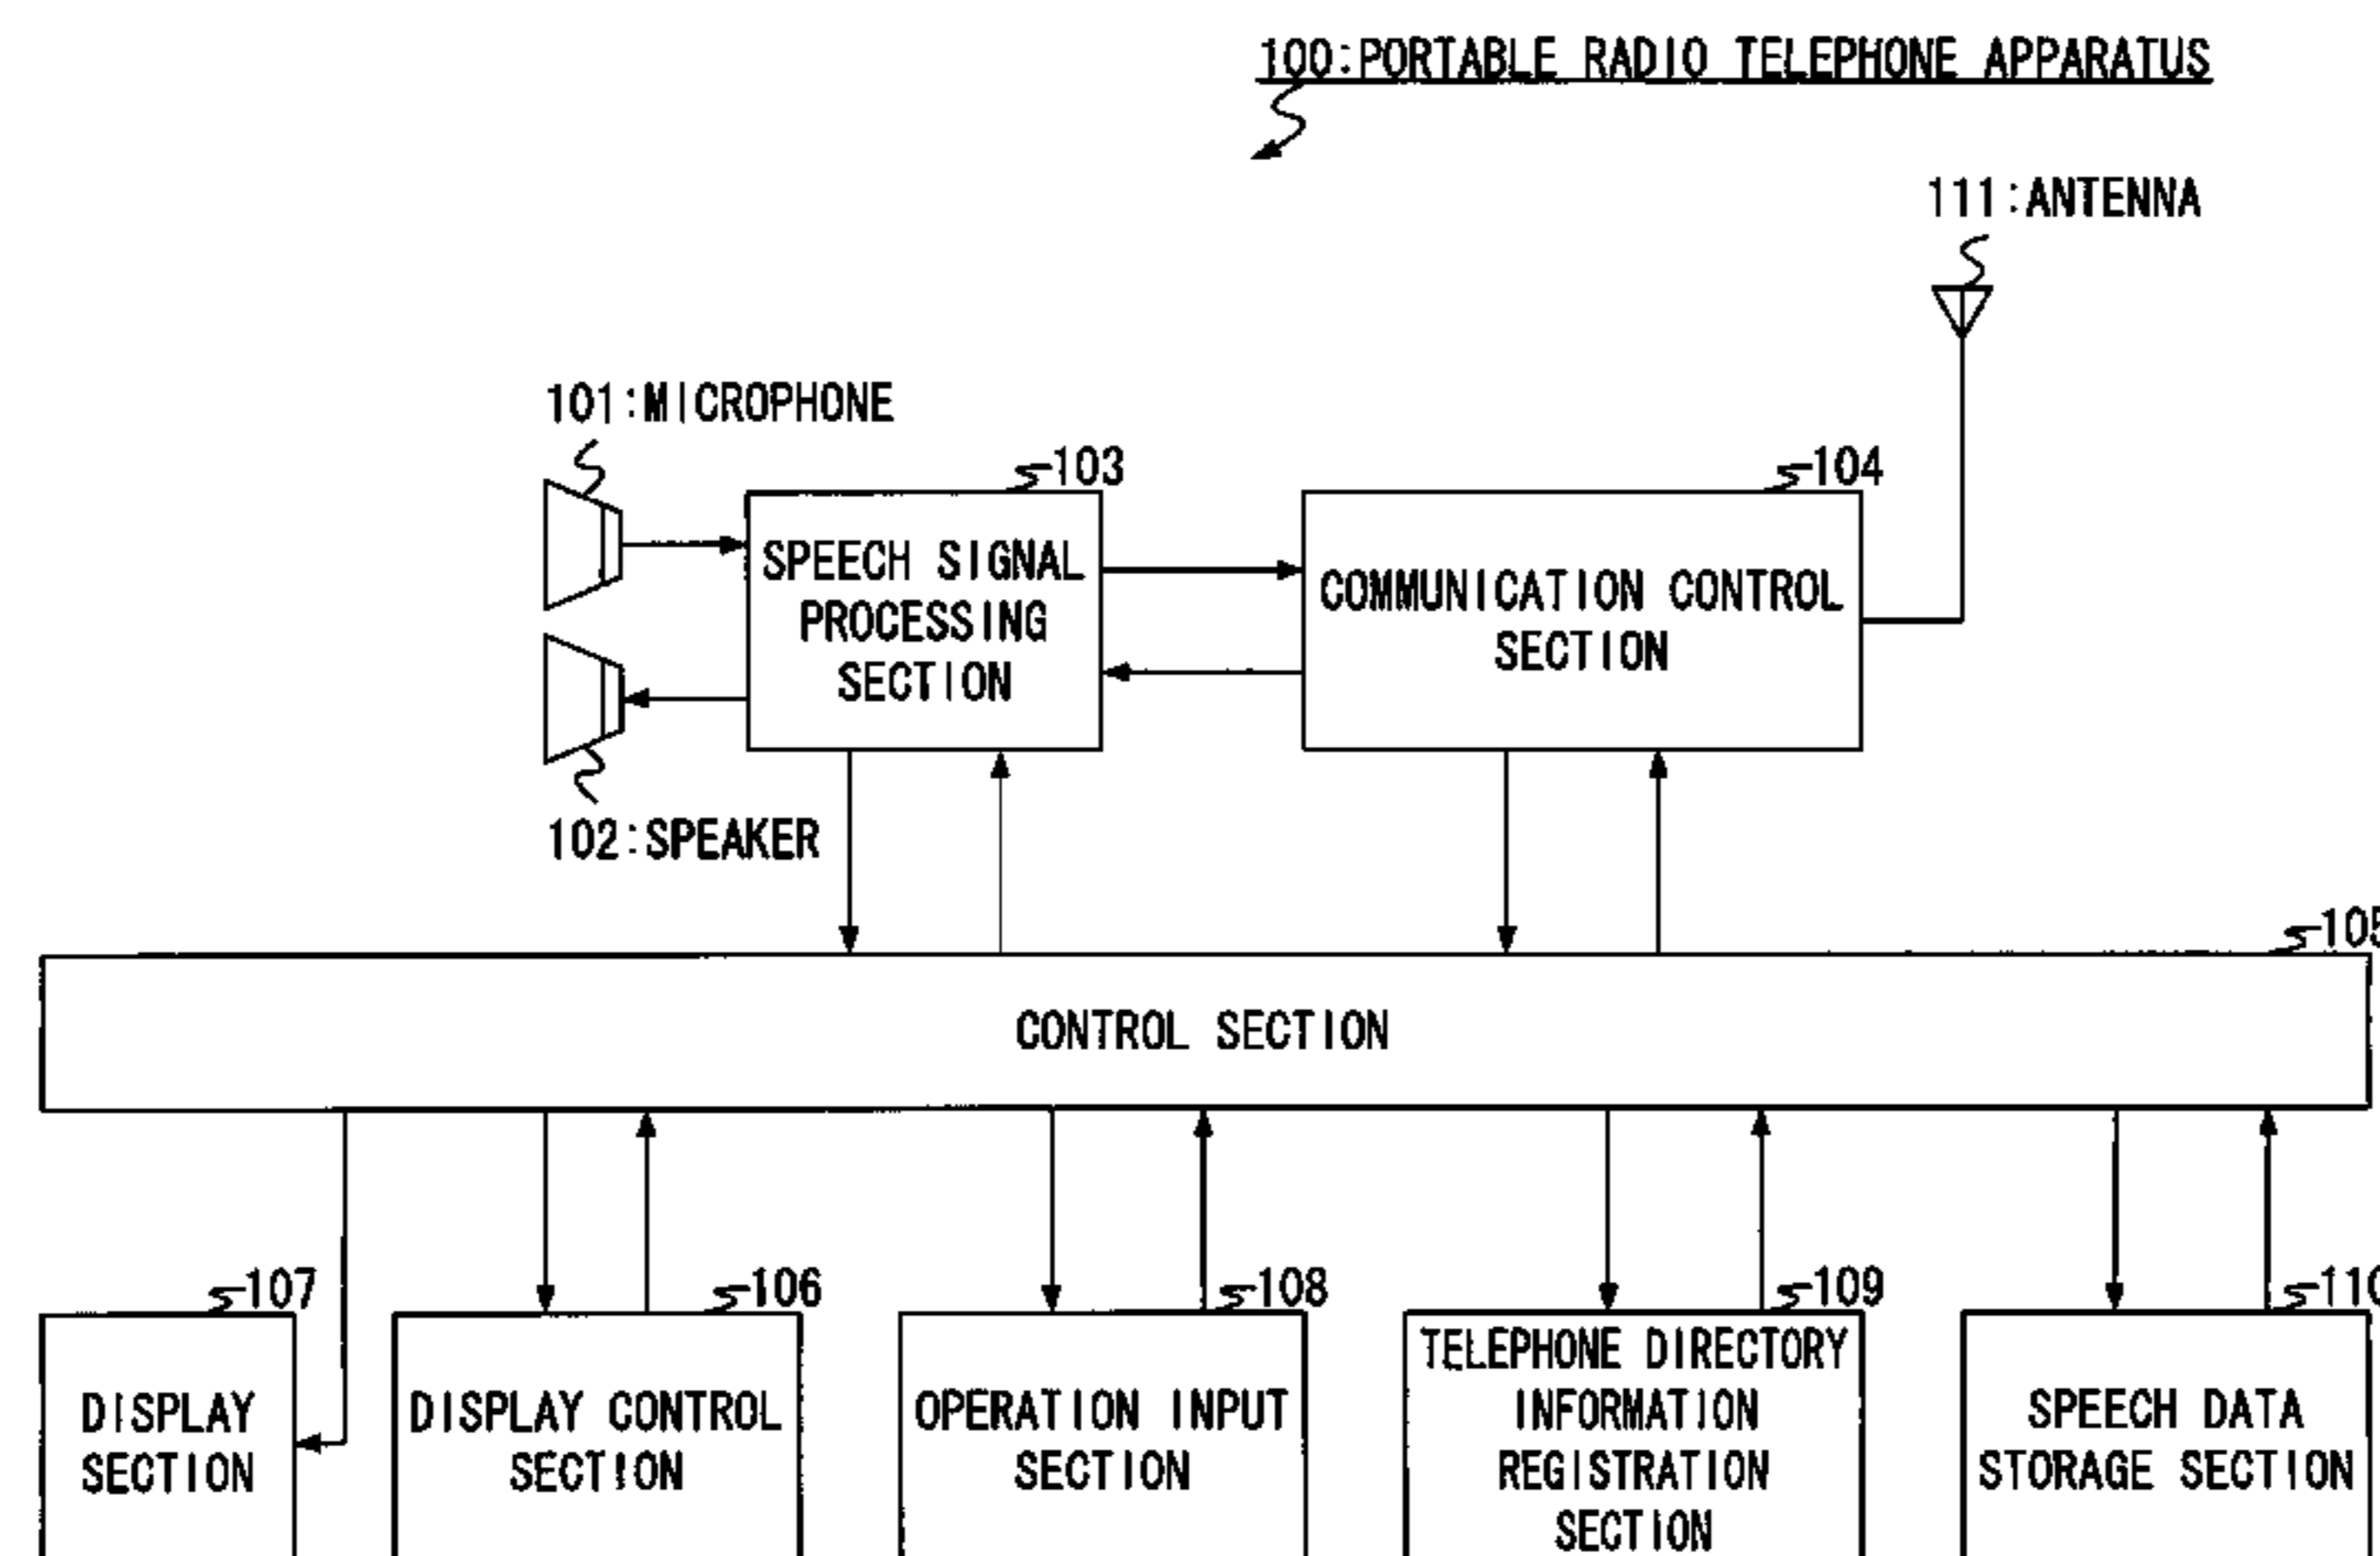 100:PORTABLE RADIO TELEPHONE APPARATUS
111:ANTENNA
101:MICROPHONE
103
104
SPEECH SIGNAL
PROCESSING
SECTION
COMMUNICATION CONTROL
SECTION
102:SPEAKER
105
CONTROL SECTION
107
106
108
109
110
DISPLAY
SECTION
DISPLAY CONTROL
SECTION
OPERATION INPUT
SECTION
TELEPHONE DIRECTORY
INFORMATION
REGISTRATION
SECTION
SPEECH DATA
STORAGE SECTION